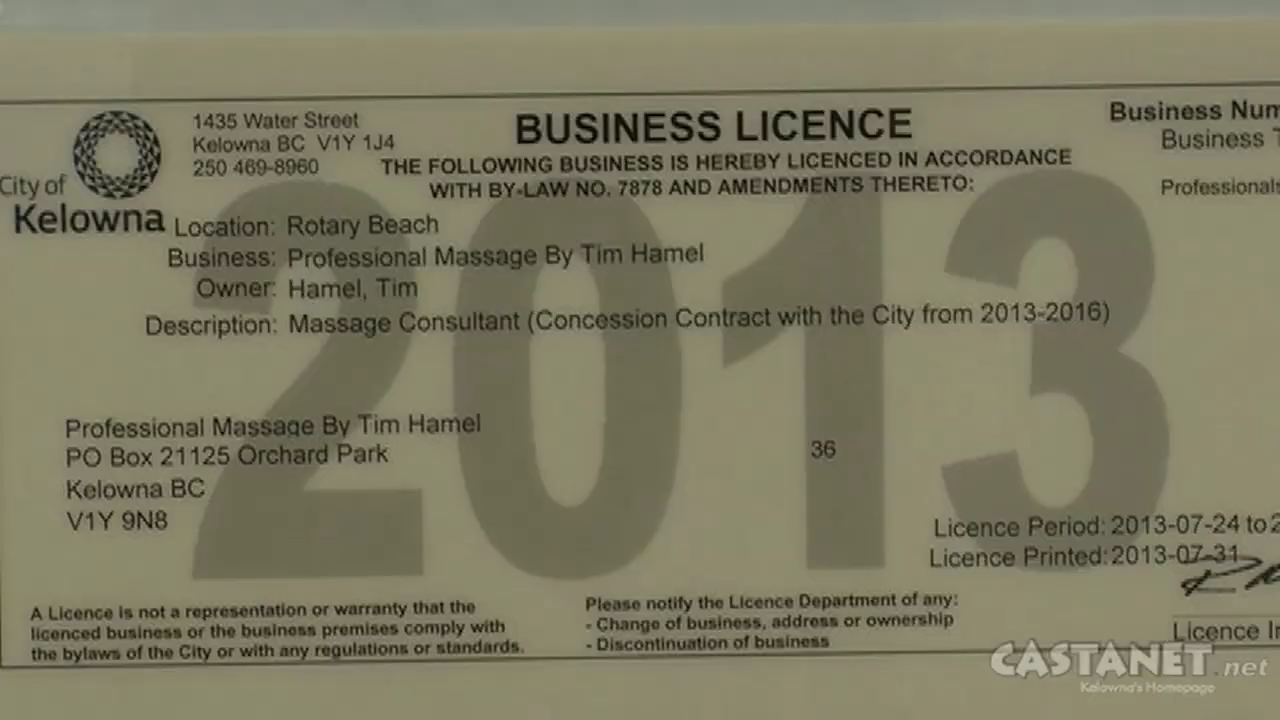 1435 Water Street
Kelowna BC V1Y 1J4
250 469-8960
City of
Kelowna
BUSINESS LICENCE
THE FOLLOWING BUSINESS IS HEREBY LICENCED IN ACCORDANCE
WITH BY-LAW NO. 7878 AND AMENDMENTS THERETO:
Business Num
Business T
Professionals
2013
Location: Rotary Beach
Business: Professional Massage By Tim Hamel
Owner: Hamel, Tim
Description: Massage Consultant (Concession Contract with the City from 2013-2016)
Professional Massage By Tim Hamel
PO Box 21125 Orchard Park
Kelowna BC
V1Y 9N8
36
Licence Period: 2013-07-24 to 2
Licence Printed: 2013-07-31
A Licence is not a representation or warranty that the
licenced business or the business premises comply with
the bylaws of the City or with any regulations or standards.
Please notify the Licence Department of any:
- Change of business, address or ownership
- Discontinuation of business
Licence In
CASTANET.net
Kelowna's Homepage